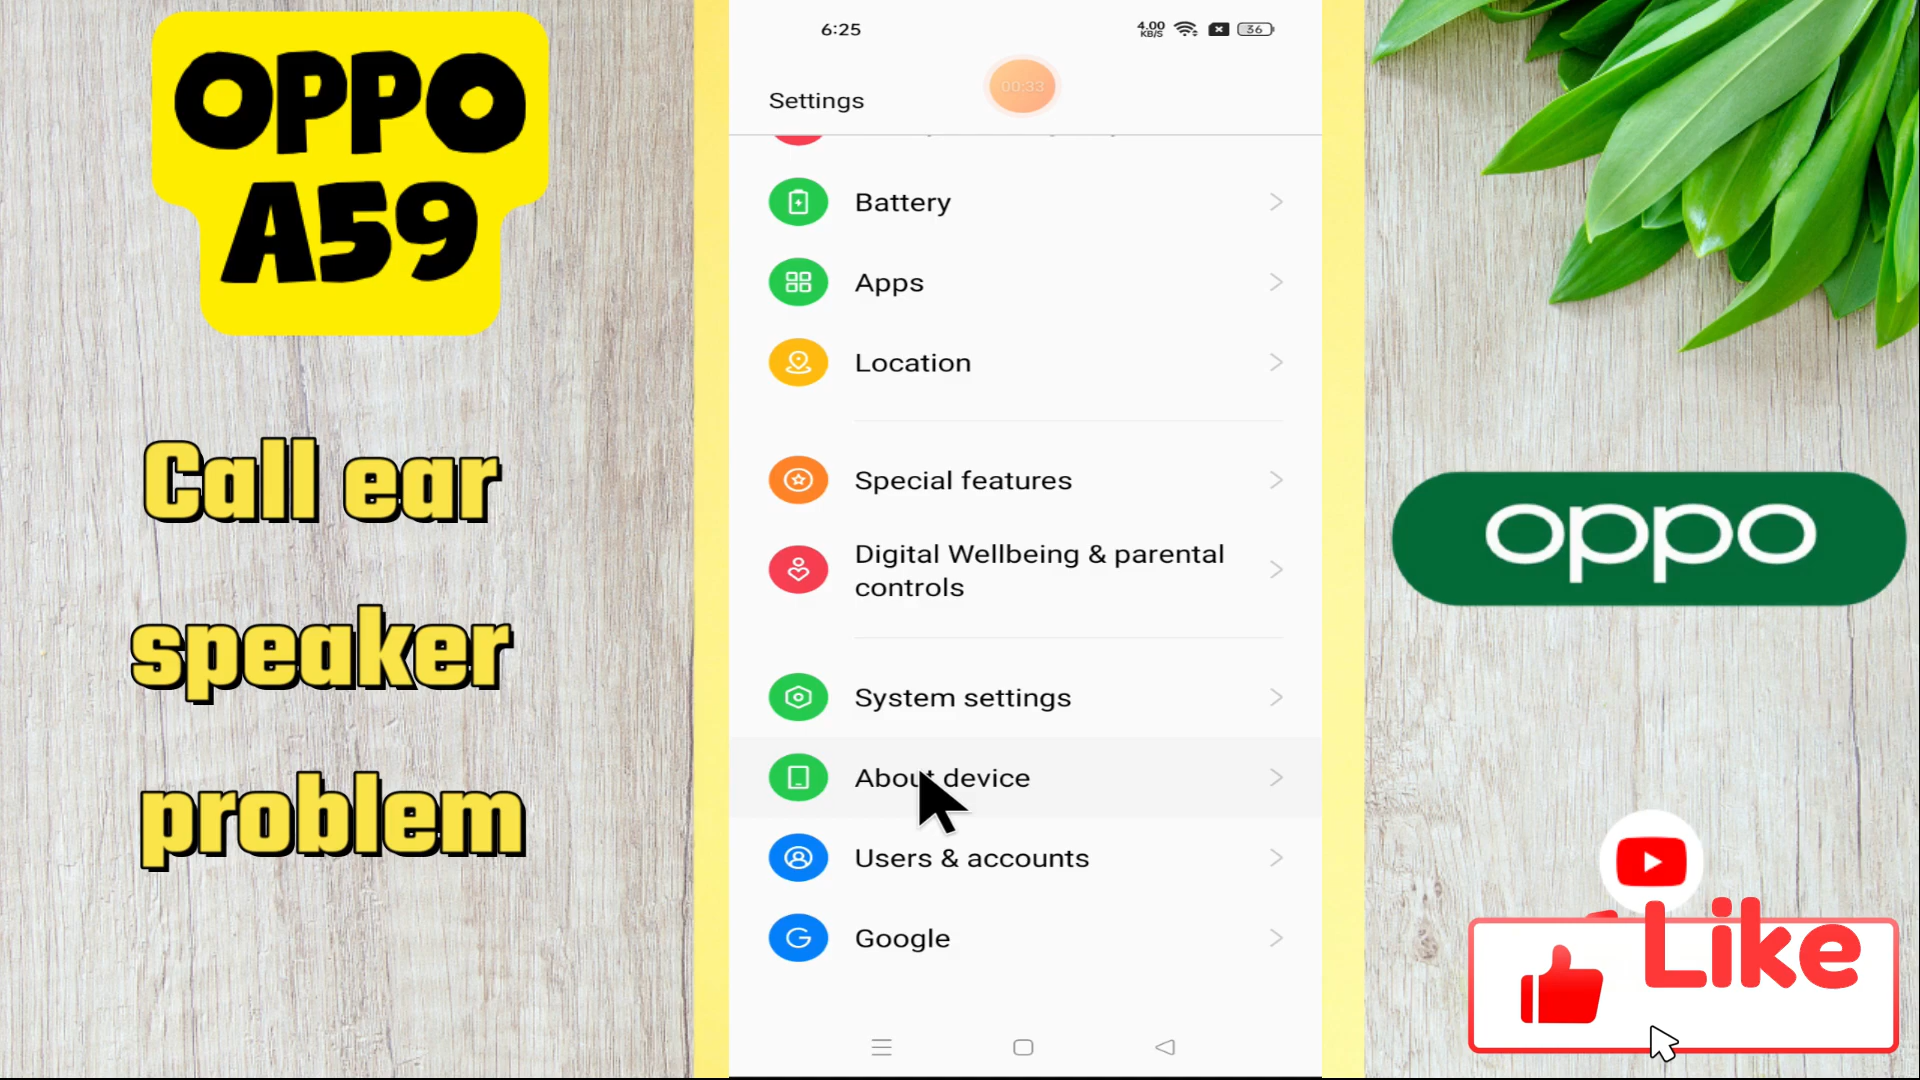 OPPO
A59
Call ear
speaker
problem
6:25
4.00
KB/S
36
Settings
00:33
Battery
Apps
Location
Special features
Digital Wellbeing & parental
controls
System settings
About device
Users & accounts
Google
oppo
Like